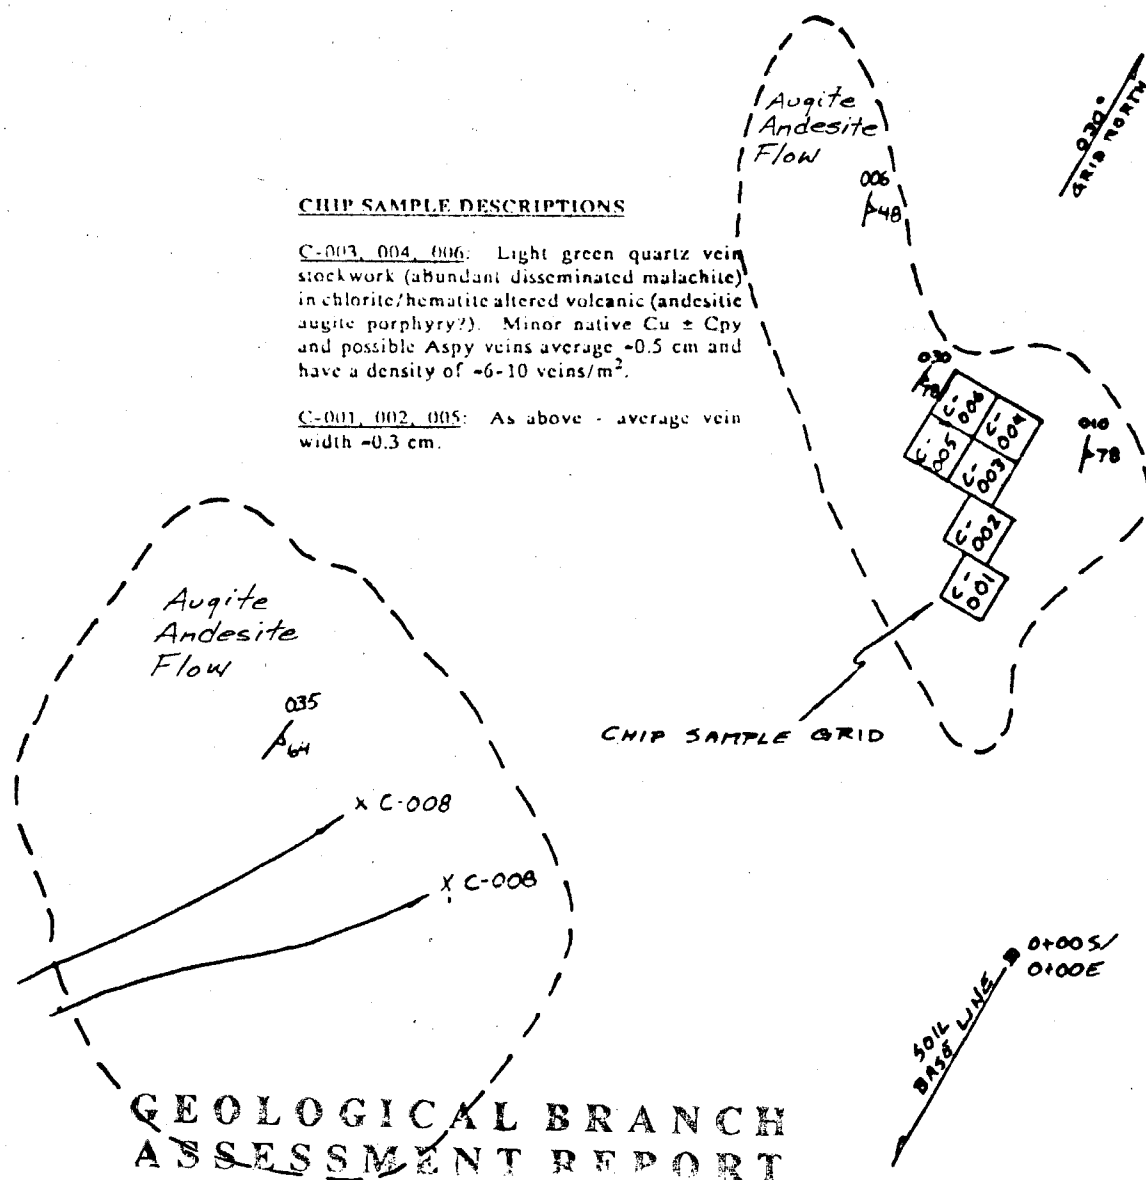 Augite
Andesite
Flow
030°
GRID NORTH
006
48
CHIP SAMPLE DESCRIPTIONS
C-003, 004, 006: Light green quartz vein
stockwork (abundant disseminated malachite)
in chlorite/hematite altered volcanic (andesitic
augite porphyry?). Minor native Cu ± Cpy
and possible Aspy veins average ~0.5 cm and
have a density of ~6-10 veins/m².
C-001, 002, 005: As above - average vein
width ~0.3 cm.
030
78
C-006
C-004
C-005
C-003
C-002
C-001
010
78
Augite
Andesite
Flow
035
64
CHIP SAMPLE GRID
x C-008
x C-008
0+00S/
0+00E
SOIL
BASE LINE
GEOLOGICAL BRANCH
ASSESSMENT REPORT